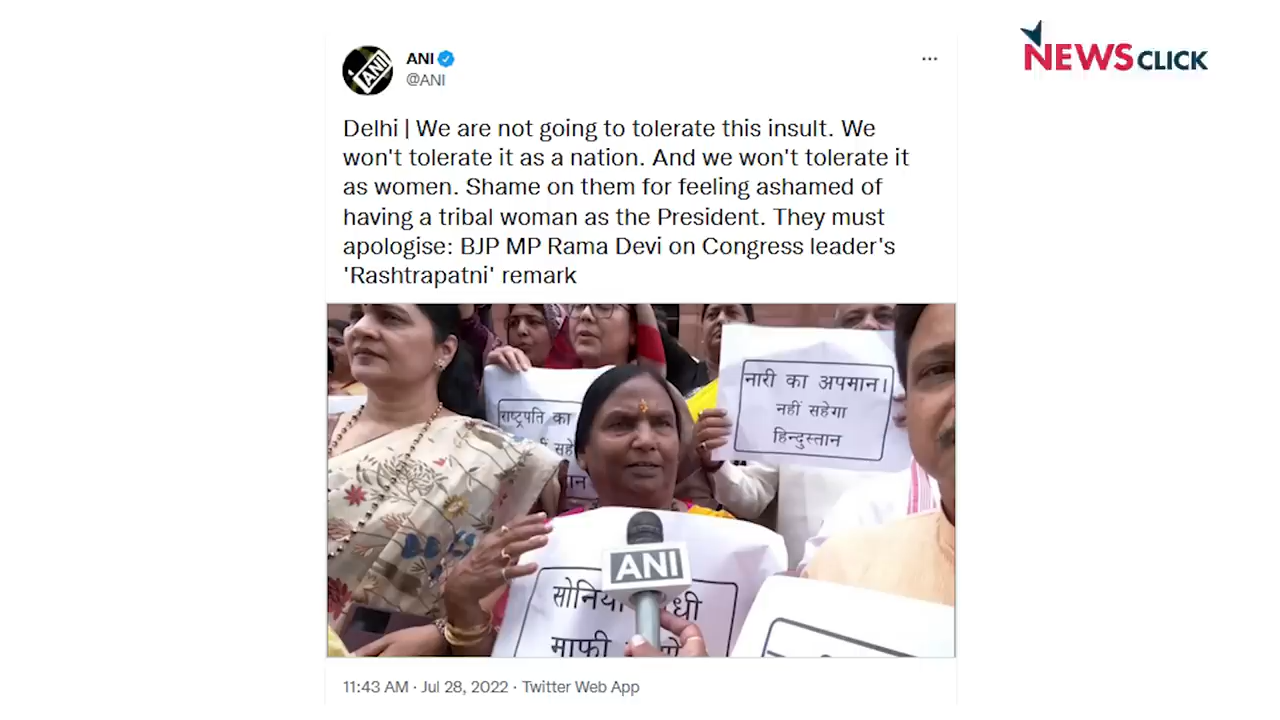 NEWSCLICK
ANI
ANI
@ANI
Delhi | We are not going to tolerate this insult. We
won't tolerate it as a nation. And we won't tolerate it
as women. Shame on them for feeling ashamed of
having a tribal woman as the President. They must
apologise: BJP MP Rama Devi on Congress leader's
'Rashtrapatni' remark
राष्ट्रपति का
नारी का अपमान।
नहीं सहेगा
हिन्दुस्तान
ANI
माफी
11:43 AM · Jul 28, 2022 · Twitter Web App